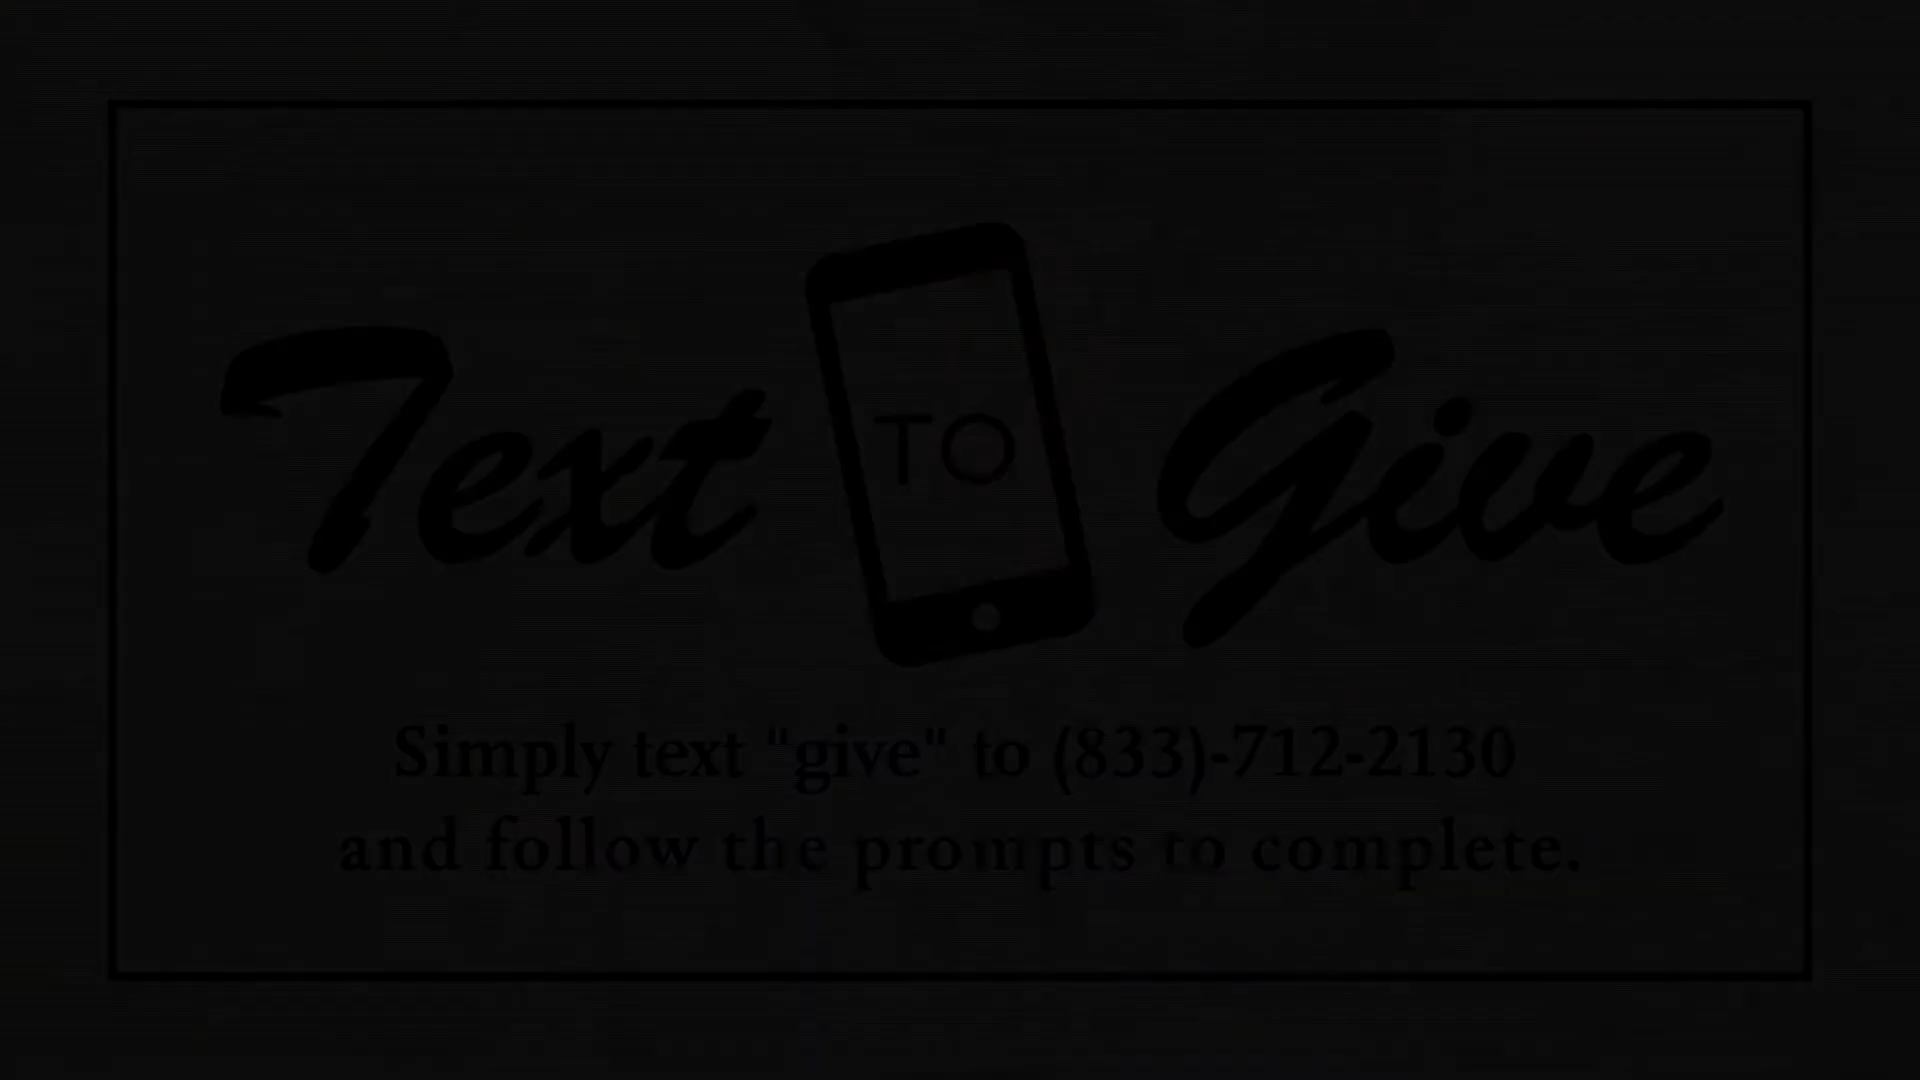 Text TO Give
Simply text "give" to (833)-712-2130
and follow the prompts to complete.